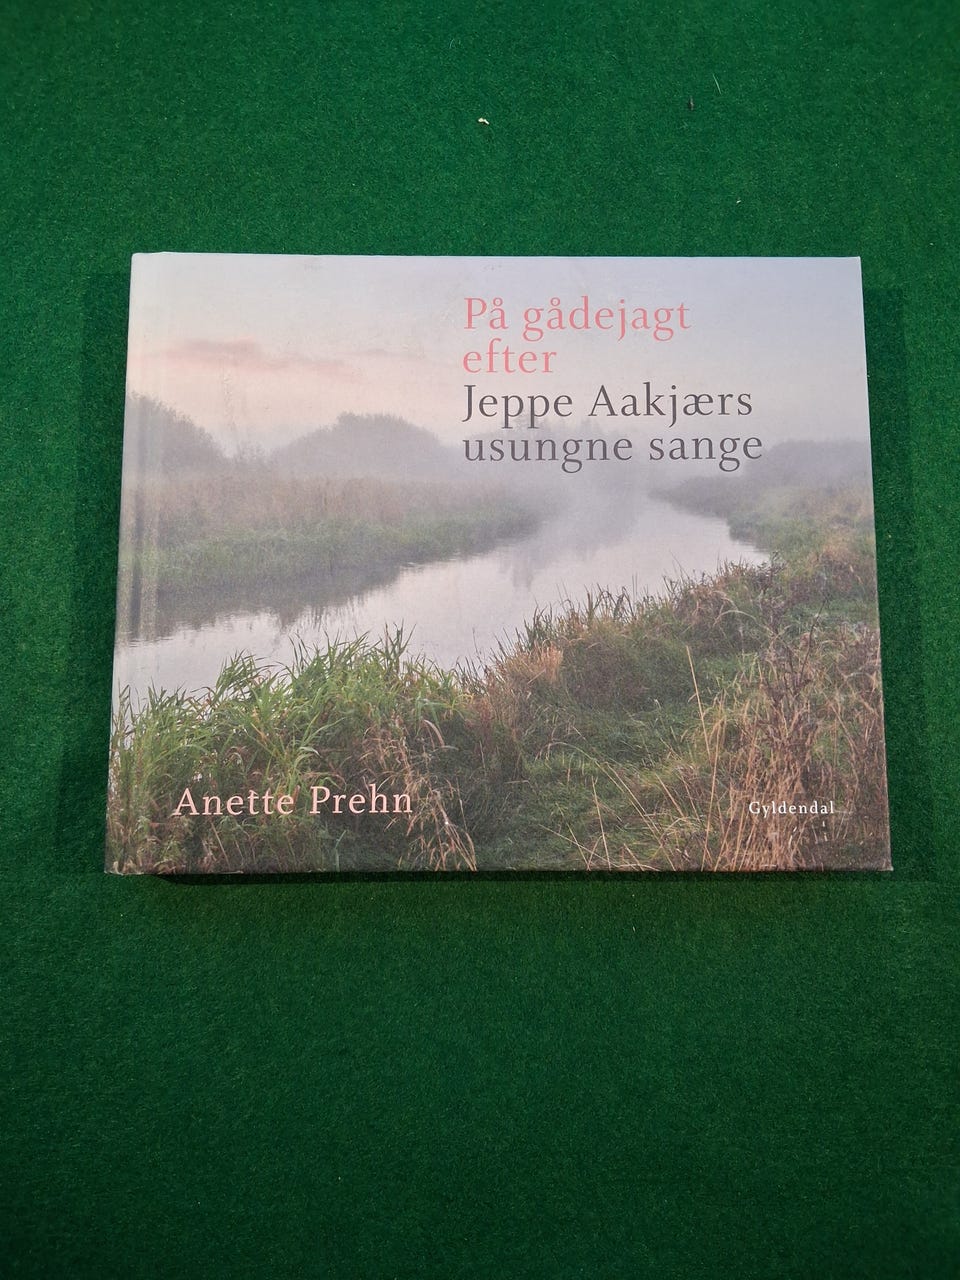 På gådejagt
efter
Jeppe Aakjærs
usungne sange
Anette Prehn
Gyldendal